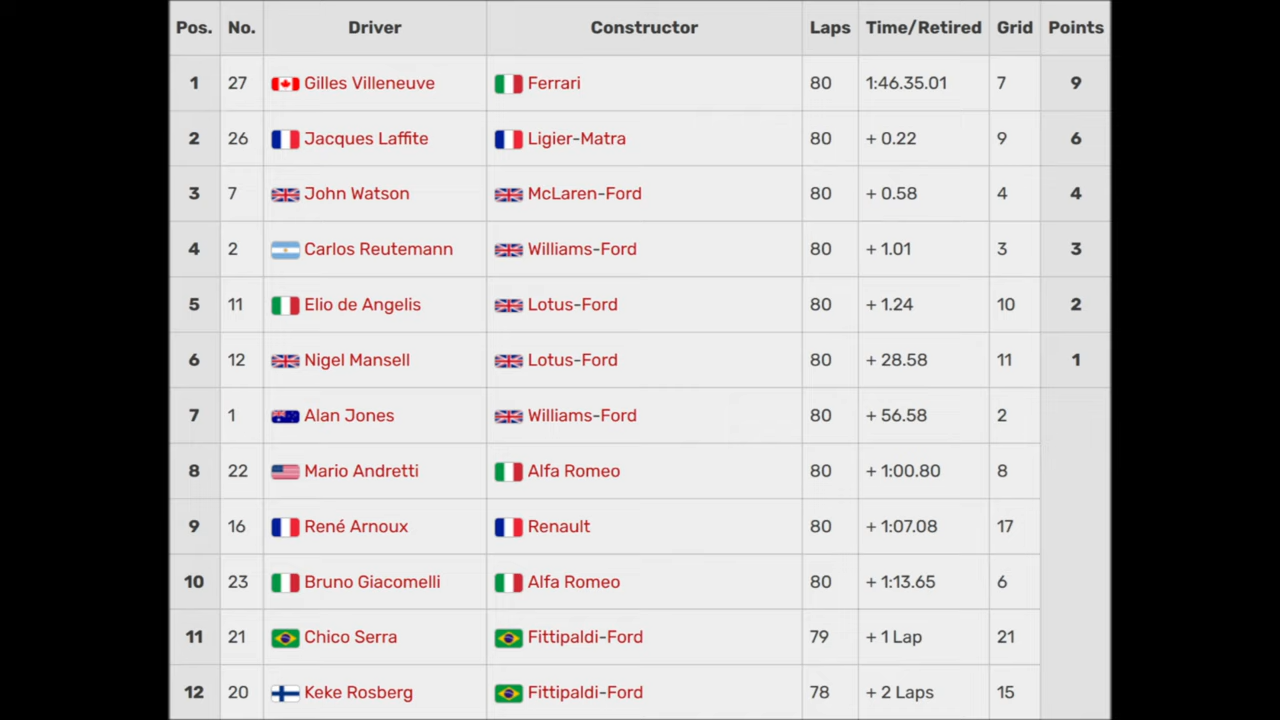 Pos. No. Driver Constructor Laps Time/Retired Grid Points
1 27 Gilles Villeneuve Ferrari 80 1:46.35.01 7 9
2 26 Jacques Laffite Ligier-Matra 80 + 0.22 9 6
3 7 John Watson McLaren-Ford 80 + 0.58 4 4
4 2 Carlos Reutemann Williams-Ford 80 + 1.01 3 3
5 11 Elio de Angelis Lotus-Ford 80 + 1.24 10 2
6 12 Nigel Mansell Lotus-Ford 80 + 28.58 11 1
7 1 Alan Jones Williams-Ford 80 + 56.58 2
8 22 Mario Andretti Alfa Romeo 80 + 1:00.80 8
9 16 René Arnoux Renault 80 + 1:07.08 17
10 23 Bruno Giacomelli Alfa Romeo 80 + 1:13.65 6
11 21 Chico Serra Fittipaldi-Ford 79 + 1 Lap 21
12 20 Keke Rosberg Fittipaldi-Ford 78 + 2 Laps 15